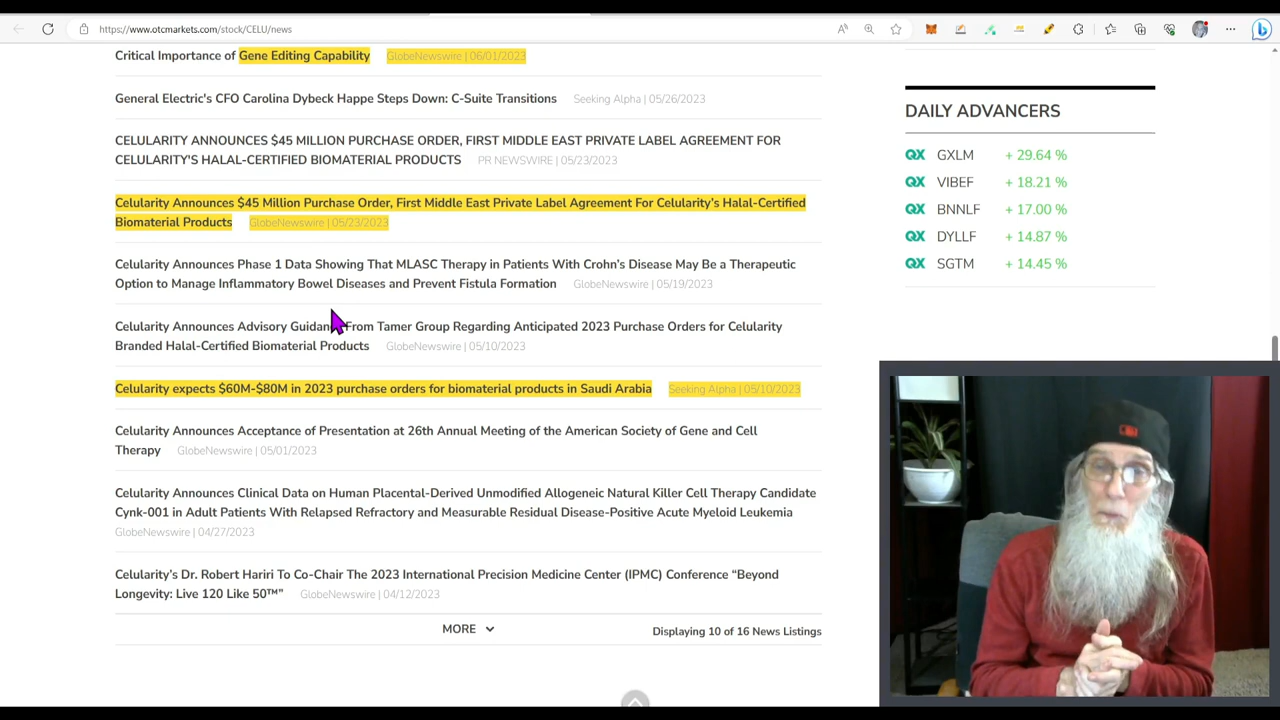 https://www.otcmarkets.com/stock/CELU/news
Critical Importance of Gene Editing Capability GlobeNewswire | 06/01/2023
General Electric's CFO Carolina Dybeck Happe Steps Down: C-Suite Transitions Seeking Alpha | 05/26/2023
CELULARITY ANNOUNCES $45 MILLION PURCHASE ORDER, FIRST MIDDLE EAST PRIVATE LABEL AGREEMENT FOR
CELULARITY'S HALAL-CERTIFIED BIOMATERIAL PRODUCTS PR NEWSWIRE | 05/23/2023
Celularity Announces $45 Million Purchase Order, First Middle East Private Label Agreement For Celularity's Halal-Certified
Biomaterial Products GlobeNewswire | 05/23/2023
Celularity Announces Phase 1 Data Showing That MLASC Therapy in Patients With Crohn's Disease May Be a Therapeutic
Option to Manage Inflammatory Bowel Diseases and Prevent Fistula Formation GlobeNewswire | 05/19/2023
Celularity Announces Advisory From Tamer Group Regarding Anticipated 2023 Purchase Orders for Celularity
Branded Halal-Certified Biomaterial Products GlobeNewswire | 05/10/2023
Celularity expects $60M-$80M in 2023 purchase orders for biomaterial products in Saudi Arabia Seeking Alpha | 05/10/2023
Celularity Announces Acceptance of Presentation at 26th Annual Meeting of the American Society of Gene and Cell
Therapy GlobeNewswire | 05/01/2023
Celularity Announces Clinical Data on Human Placental-Derived Unmodified Allogeneic Natural Killer Cell Therapy Candidate
Cynk-001 in Adult Patients With Relapsed Refractory and Measurable Residual Disease-Positive Acute Myeloid Leukemia
GlobeNewswire | 04/27/2023
Celularity's Dr. Robert Hariri To Co-Chair The 2023 International Precision Medicine Center (IPMC) Conference “Beyond
Longevity: Live 120 Like 50™” GlobeNewswire | 04/12/2023
MORE
Displaying 10 of 16 News Listings
DAILY ADVANCERS
QX GXLM + 29.64 %
QX VIBEF + 18.21 %
QX BNNLF + 17.00 %
QX DYLLF + 14.87 %
QX SGTM + 14.45 %